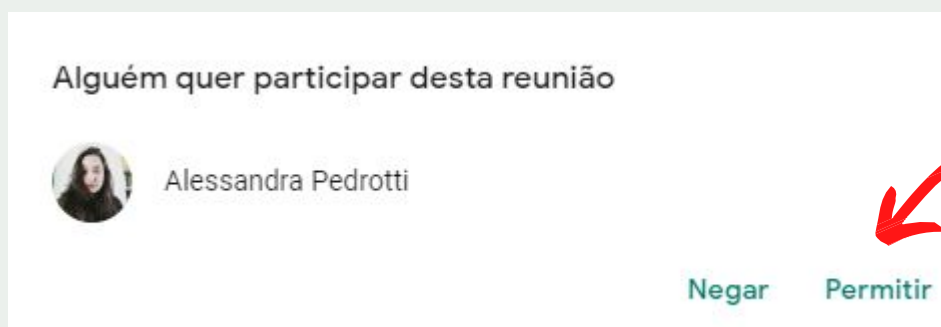 Alguém quer participar desta reunião
Alessandra Pedrotti
Negar Permitir